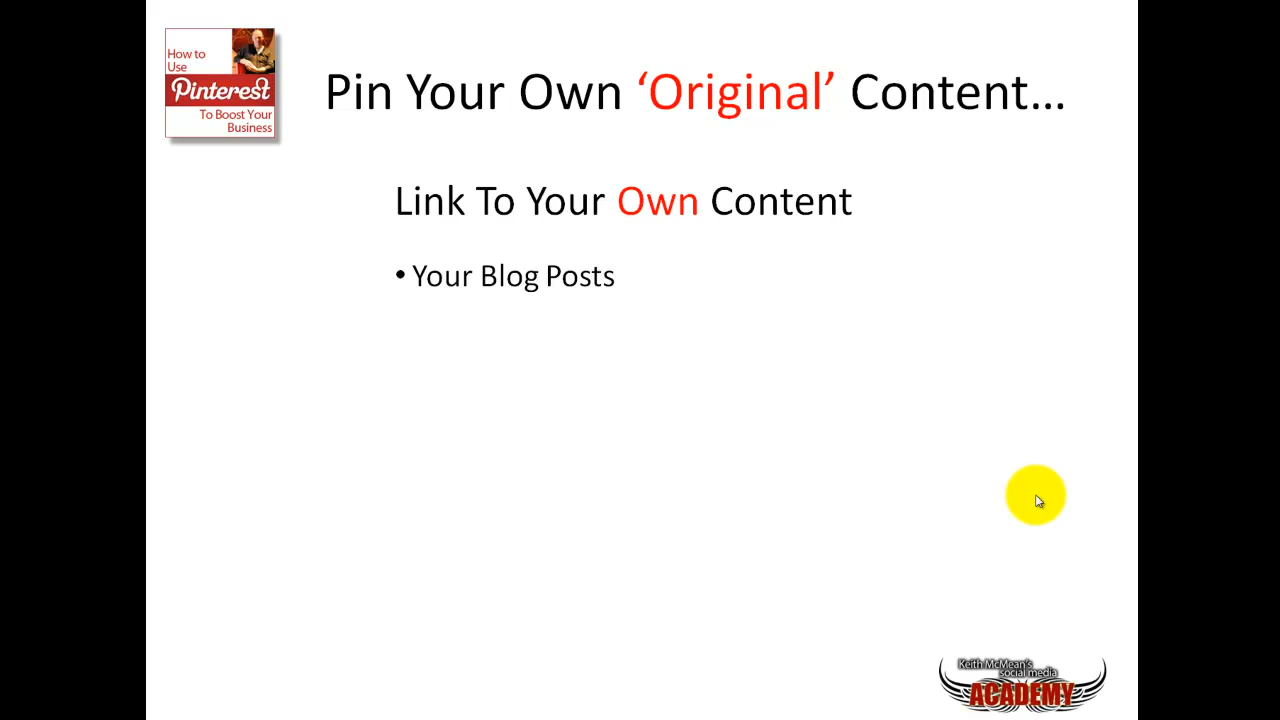 How to
Use
Pinterest
To Boost Your
Business
Pin Your Own ‘Original’ Content...
Link To Your Own Content
• Your Blog Posts
Keith McMean's
social media
ACADEMY